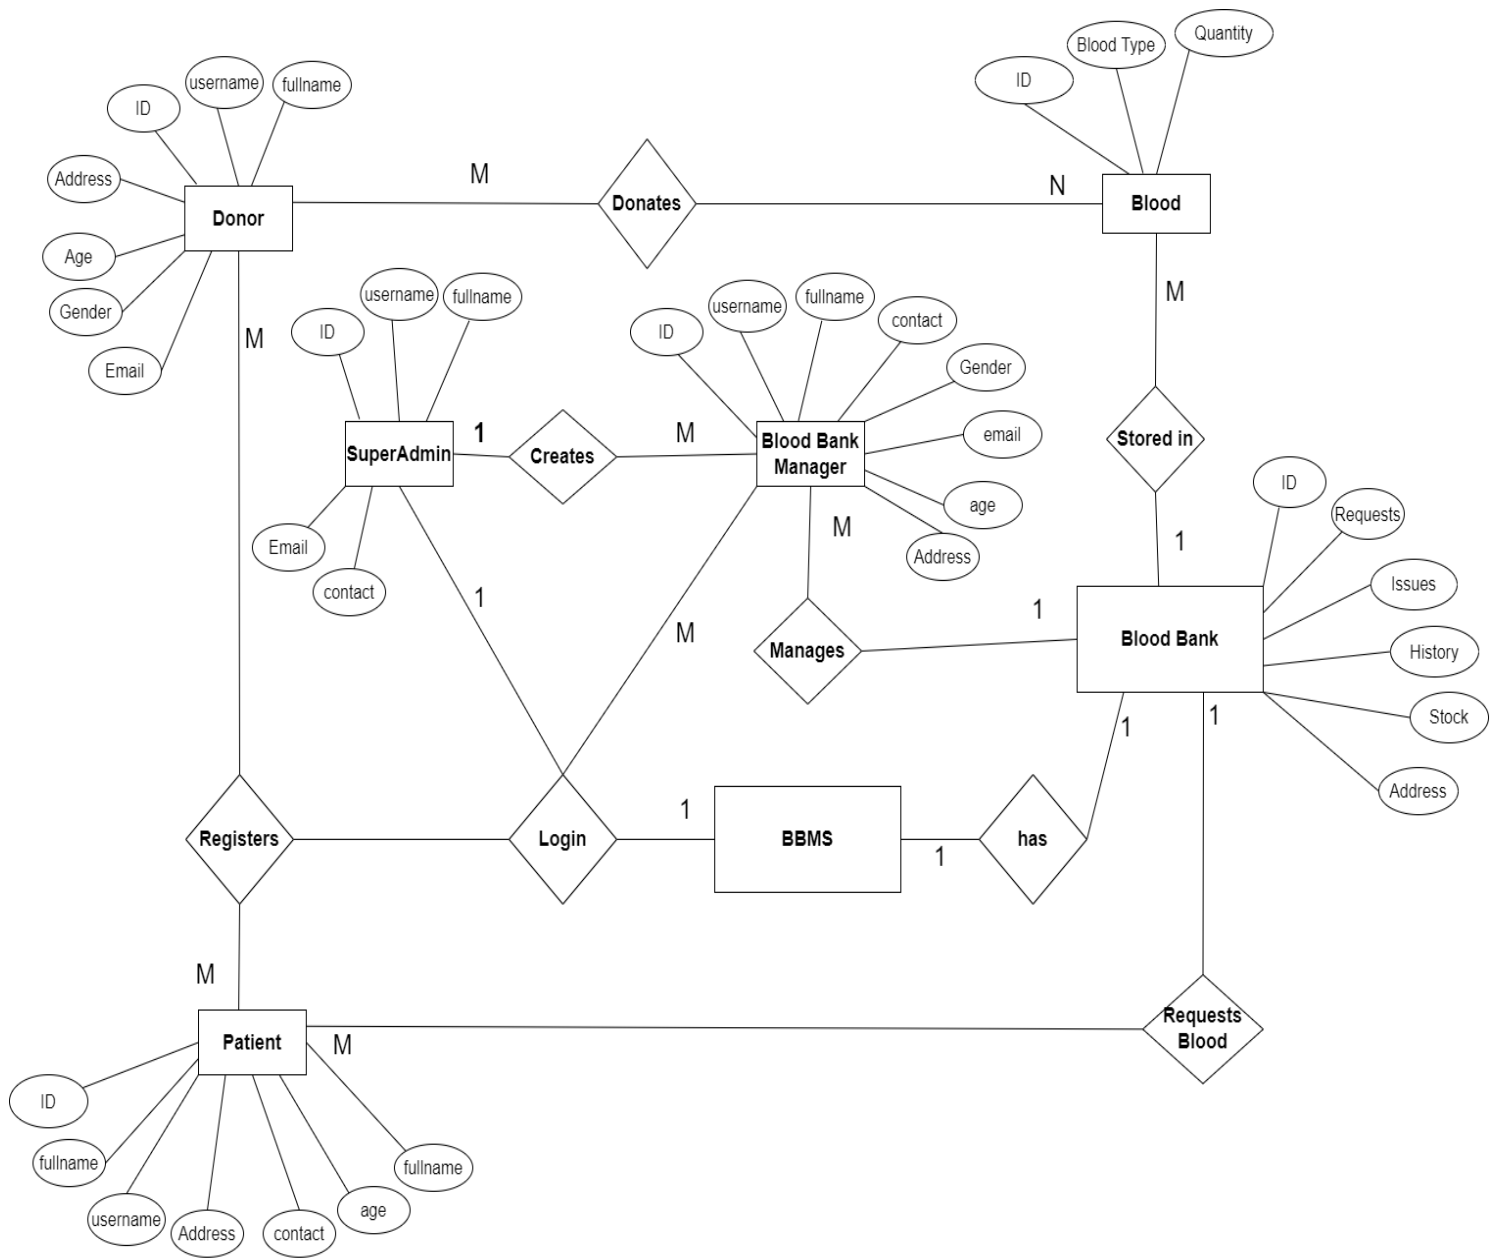 Quantity
Blood Type
ID
username
fullname
ID
Address
Donor
Age
Gender
Email
M
Donates
N
Blood
M
M
username
fullname
ID
SuperAdmin
1
Creates
M
Email
contact
ID
username
fullname
contact
Gender
email
age
Address
Blood Bank
Manager
Stored in
1
ID
Requests
Issues
History
Stock
Address
Blood Bank
M
Manages
1
1
M
1
1
Registers
Login
1
BBMS
1
has
M
Patient
M
Requests
Blood
ID
fullname
username
Address
contact
age
fullname